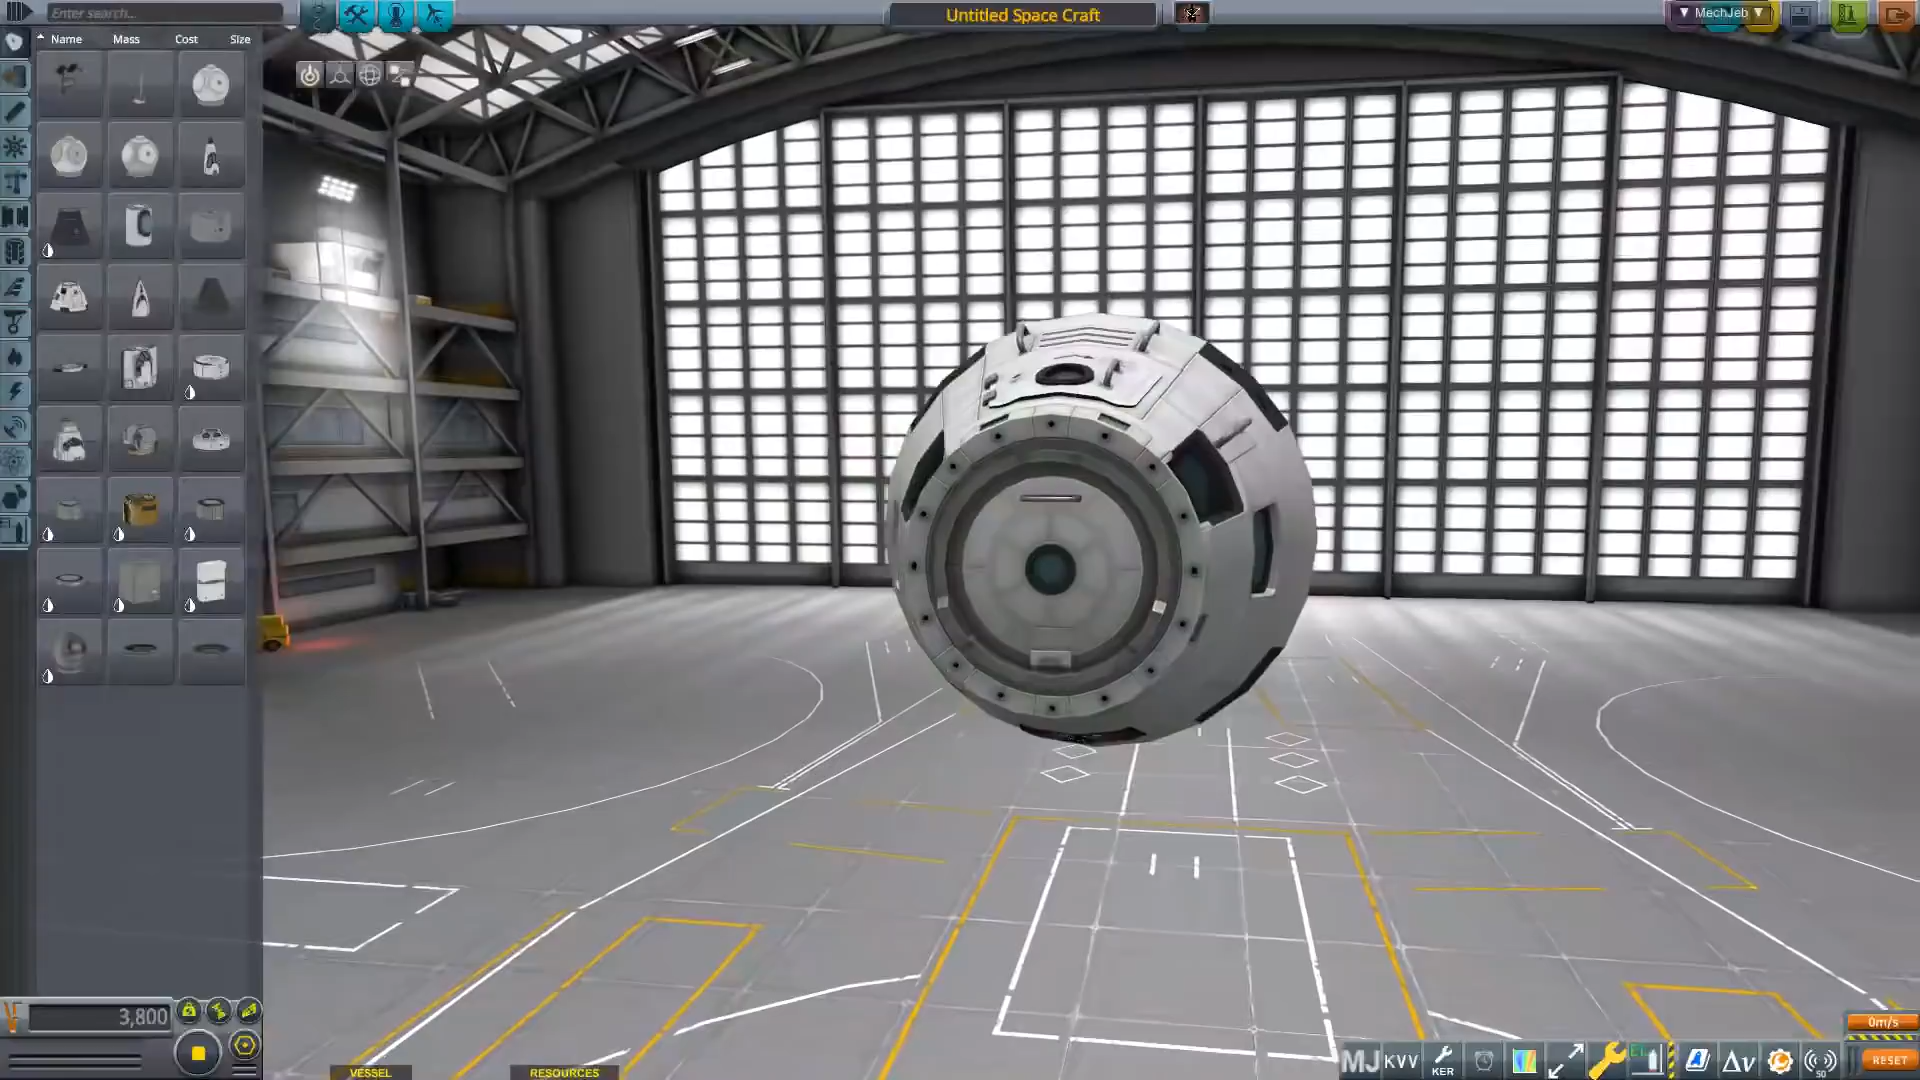 Enter search...
Untitled Space Craft
▼ MechJeb ▼
Name Mass Cost Size
3,800
VESSEL
RESOURCES
0m/s
MJ KVV KER Δv RESET